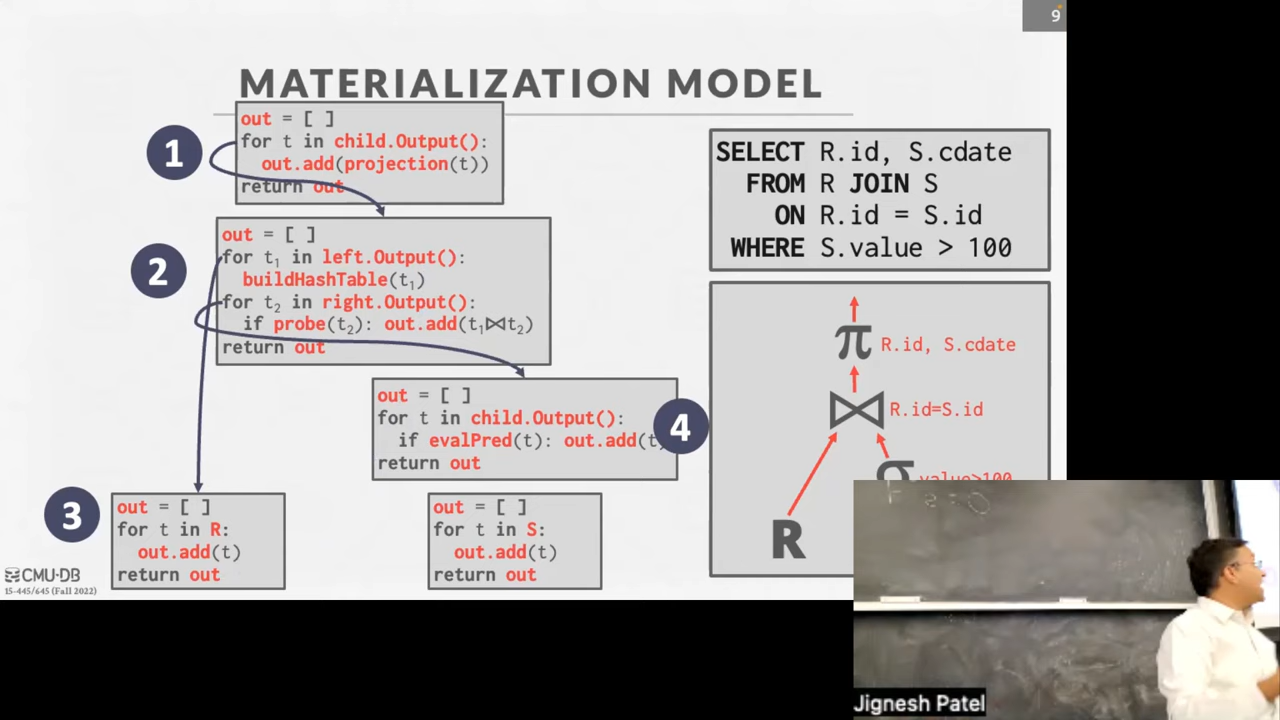 9
MATERIALIZATION MODEL
1
out = [ ]
for t in child.Output():
out.add(projection(t))
return out
2
out = [ ]
for t₁ in left.Output():
buildHashTable(t₁)
for t₂ in right.Output():
if probe(t₂): out.add(t₁⨝t₂)
return out
out = [ ]
for t in child.Output():
if evalPred(t): out.add(t
return out
4
3
out = [ ]
for t in R:
out.add(t)
return out
out = [ ]
for t in S:
out.add(t)
return out
SELECT R.id, S.cdate
FROM R JOIN S
ON R.id = S.id
WHERE S.value > 100
π R.id, S.cdate
⨝ R.id=S.id
σ value>100
R
CMU·DB
15-445/645 (Fall 2022)
Jignesh Patel